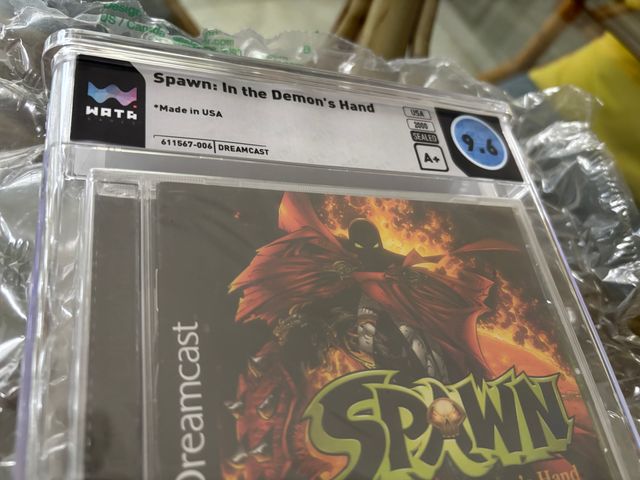 WATA
Spawn: In the Demon's Hand
*Made in USA
611567-006 | DREAMCAST
USA
2000
SEALED
A+
9.6
Dreamcast
SPAWN
Hand